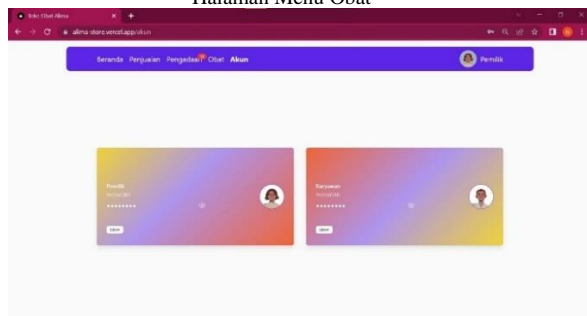 Halaman Menu Obat
Toko Obat Alima
alima-store.vercel.app/akun
Beranda Penjualan Pengadaan Obat Akun
Pemilik
Pemilik
Karyawan